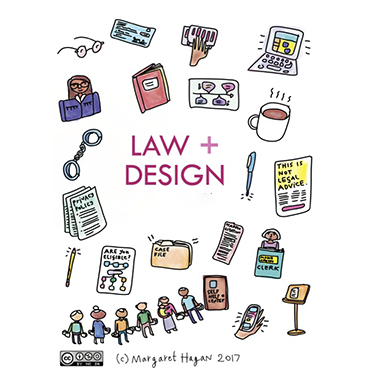 LAW +
DESIGN
THIS IS
NOT
LEGAL
ADVICE.
PRIVACY
POLICY
ARE YOU
ELIGIBLE?
CASE
FILE
CLERK
SELF
HELP
CENTER
(c) Margaret Hagan 2017